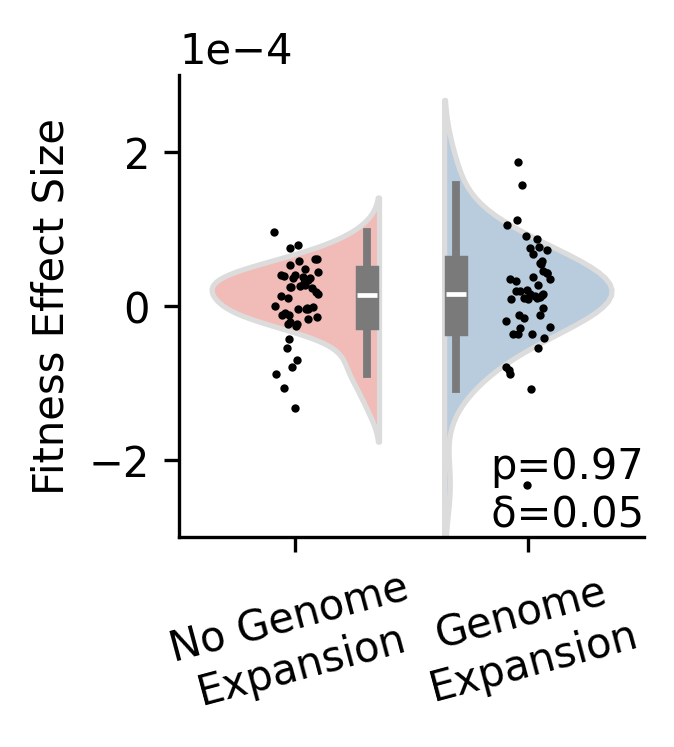 1e−4
Fitness Effect Size
2
0
−2
p=0.97
δ=0.05
No Genome
Expansion
Genome
Expansion